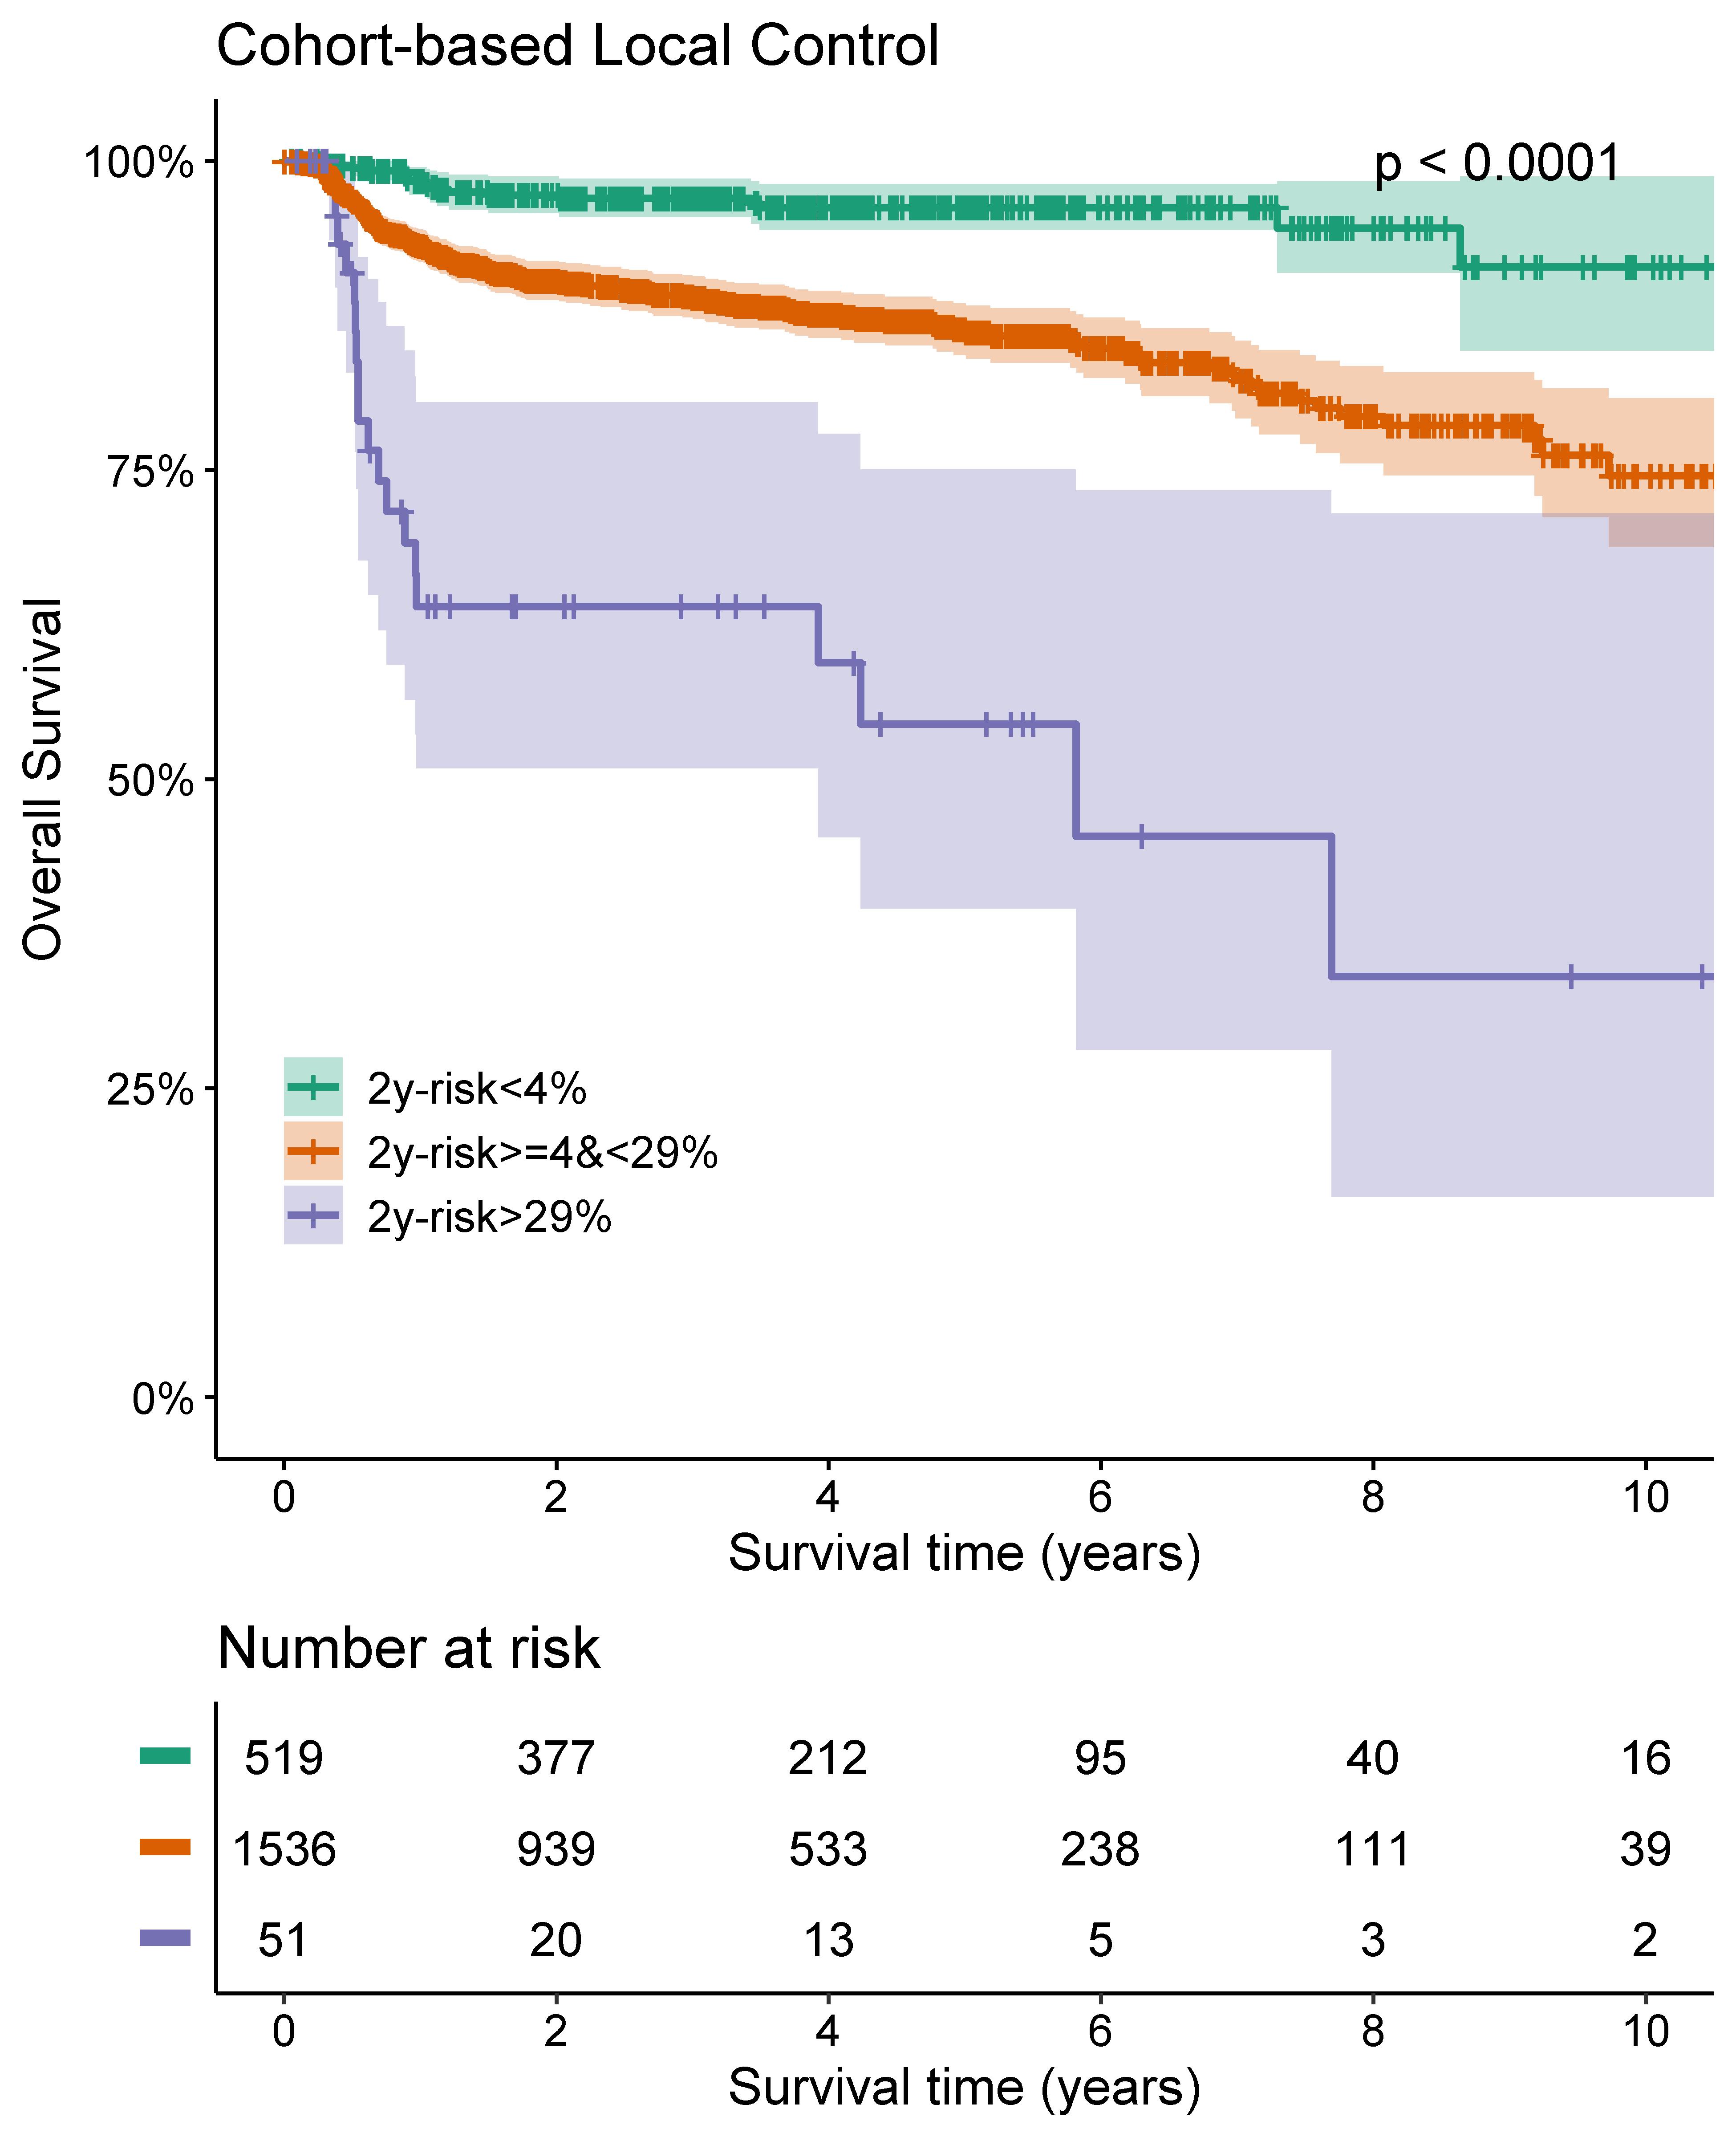 Cohort-based Local Control
p < 0.0001
100%
75%
50%
25%
0%
Overall Survival
2y-risk<4%
2y-risk>=4&<29%
2y-risk>29%
0 2 4 6 8 10
Survival time (years)
Number at risk
519 377 212 95 40 16
1536 939 533 238 111 39
51 20 13 5 3 2
0 2 4 6 8 10
Survival time (years)